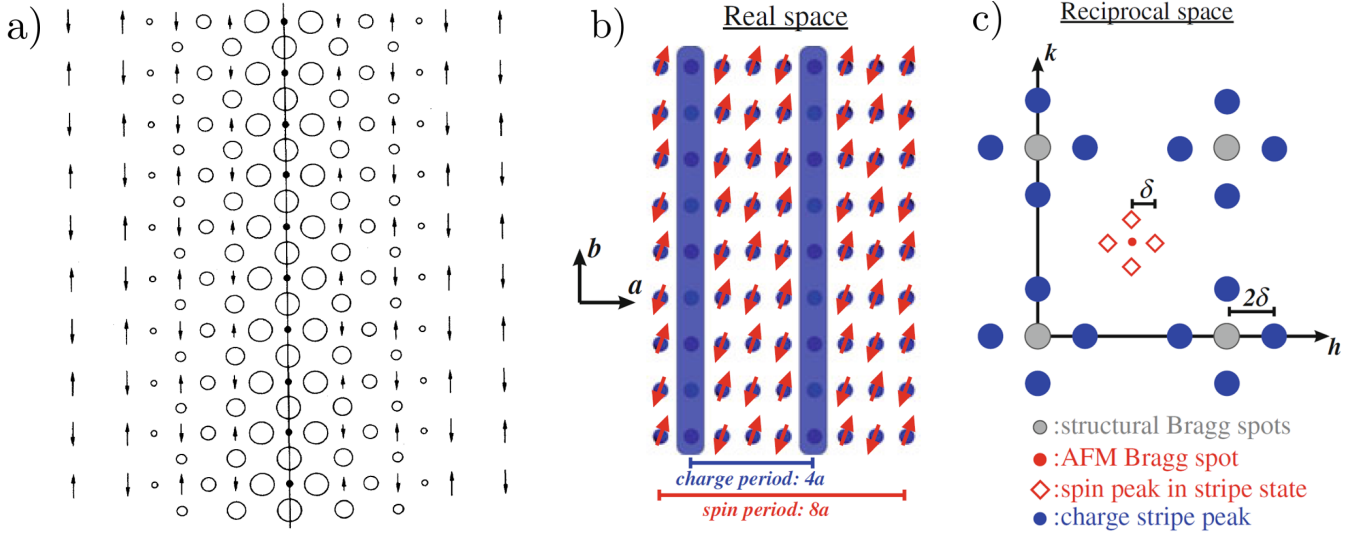 a)
b)
Real space
b
a
charge period: 4a
spin period: 8a
c)
Reciprocal space
k
δ
2δ
h
:structural Bragg spots
:AFM Bragg spot
:spin peak in stripe state
:charge stripe peak